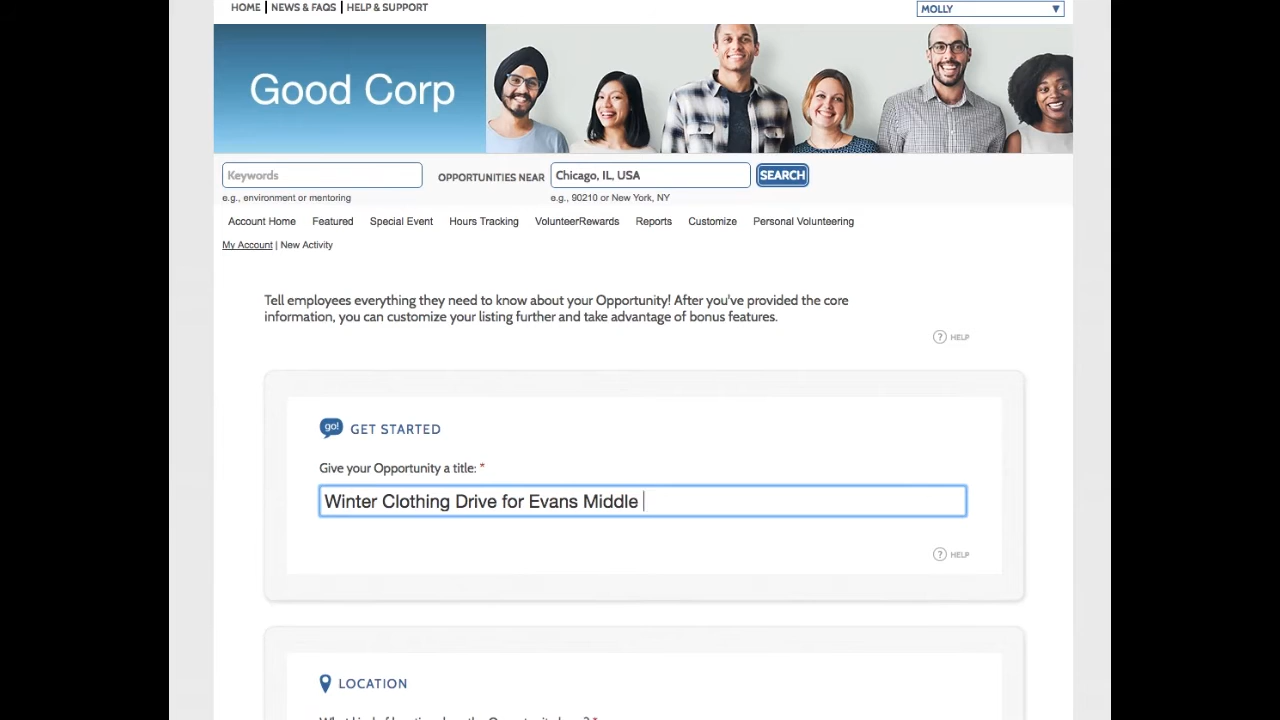 HOME | NEWS & FAQS | HELP & SUPPORT
MOLLY
Good Corp
Keywords
OPPORTUNITIES NEAR
Chicago, IL, USA
SEARCH
e.g., environment or mentoring
e.g., 90210 or New York, NY
Account Home Featured Special Event Hours Tracking VolunteerRewards Reports Customize Personal Volunteering
My Account | New Activity
Tell employees everything they need to know about your Opportunity! After you've provided the core
information, you can customize your listing further and take advantage of bonus features.
? HELP
go! GET STARTED
Give your Opportunity a title: *
Winter Clothing Drive for Evans Middle
? HELP
LOCATION